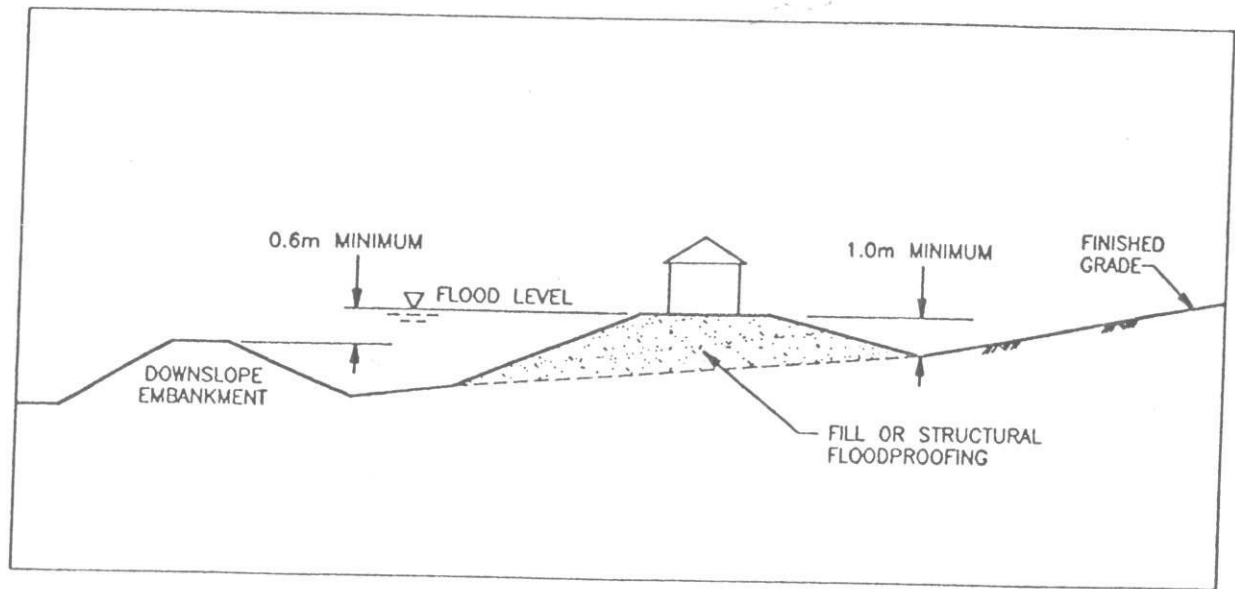 0.6m MINIMUM
1.0m MINIMUM
FINISHED
GRADE
FLOOD LEVEL
DOWNSLOPE
EMBANKMENT
FILL OR STRUCTURAL
FLOODPROOFING